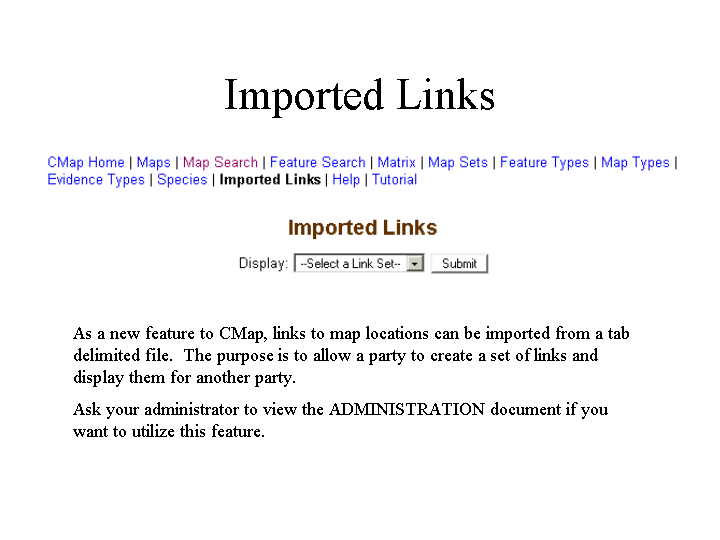 Imported Links
CMap Home | Maps | Map Search | Feature Search | Matrix | Map Sets | Feature Types | Map Types |
Evidence Types | Species | Imported Links | Help | Tutorial
Imported Links
Display: --Select a Link Set-- Submit
As a new feature to CMap, links to map locations can be imported from a tab
delimited file.  The purpose is to allow a party to create a set of links and
display them for another party.
Ask your administrator to view the ADMINISTRATION document if you
want to utilize this feature.